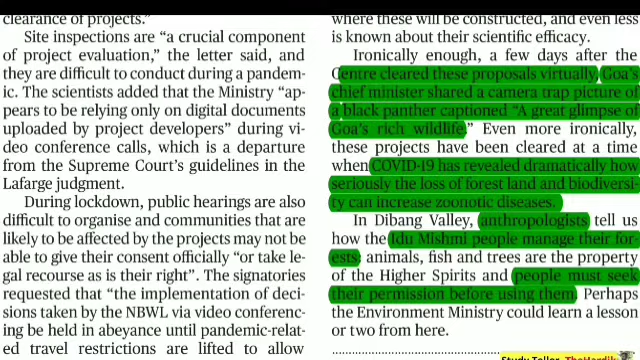 clearance of projects."
Site inspections are "a crucial component
of project evaluation," the letter said, and
they are difficult to conduct during a pandem-
ic. The scientists added that the Ministry "ap-
pears to be relying only on digital documents
uploaded by project developers" during vi-
deo conference calls, which is a departure
from the Supreme Court's guidelines in the
Lafarge judgment.
During lockdown, public hearings are also
difficult to organise and communities that are
likely to be affected by the projects may not be
able to give their consent officially "or take le-
gal recourse as is their right". The signatories
requested that "the implementation of deci-
sions taken by the NBWL via video conferenc-
ing be held in abeyance until pandemic-relat-
ed travel restrictions are lifted to allow
where these will be constructed, and even less
is known about their scientific efficacy.
Ironically enough, a few days after the
Centre cleared these proposals virtually, Goa's
chief minister shared a camera trap picture of
a black panther captioned "A great glimpse of
Goa's rich wildlife." Even more ironically,
these projects have been cleared at a time
when COVID-19 has revealed dramatically how
seriously the loss of forest land and biodiversi-
ty can increase zoonotic diseases.
In Dibang Valley, anthropologists tell us
how the Idu Mishmi people manage their for-
ests: animals, fish and trees are the property
of the Higher Spirits and people must seek
their permission before using them. Perhaps
the Environment Ministry could learn a lesson
or two from here.
Study Teller TheHardik